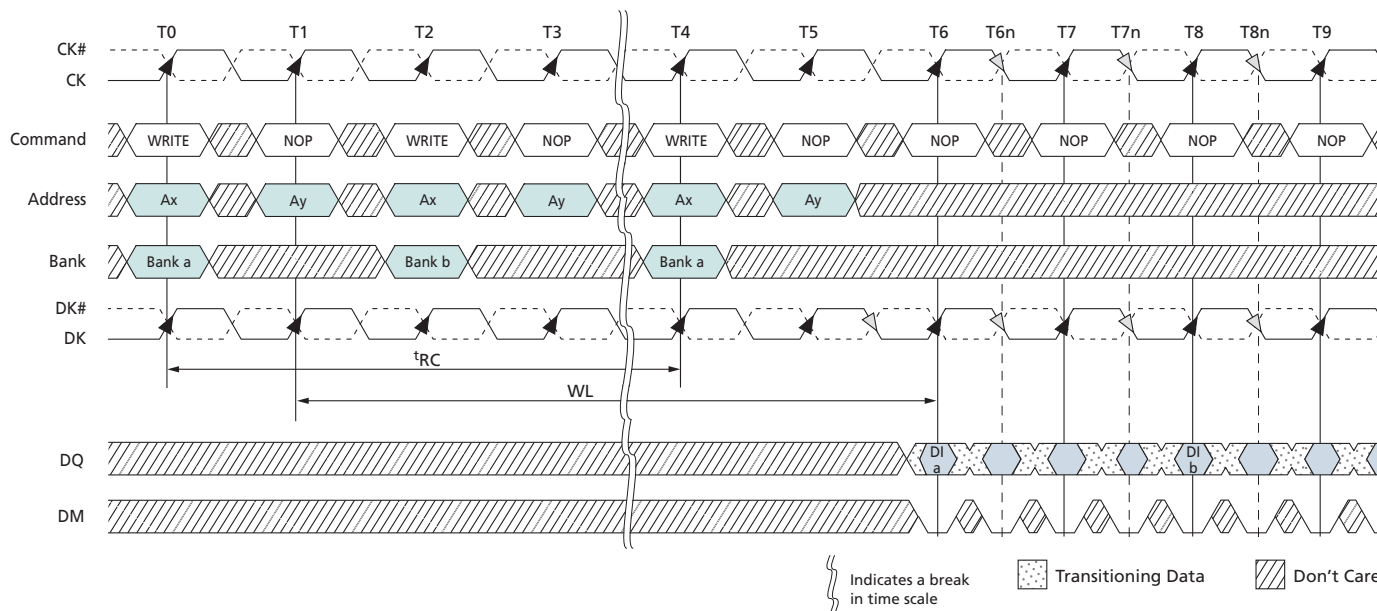 T0 T1 T2 T3 T4 T5 T6 T6n T7 T7n T8 T8n T9
CK#
CK
Command WRITE NOP WRITE NOP WRITE NOP NOP NOP NOP NOP
Address Ax Ay Ax Ay Ax Ay
Bank Bank a Bank b Bank a
DK#
DK
tRC
WL
DQ DI a DI b
DM
Indicates a break
in time scale
Transitioning Data
Don't Care